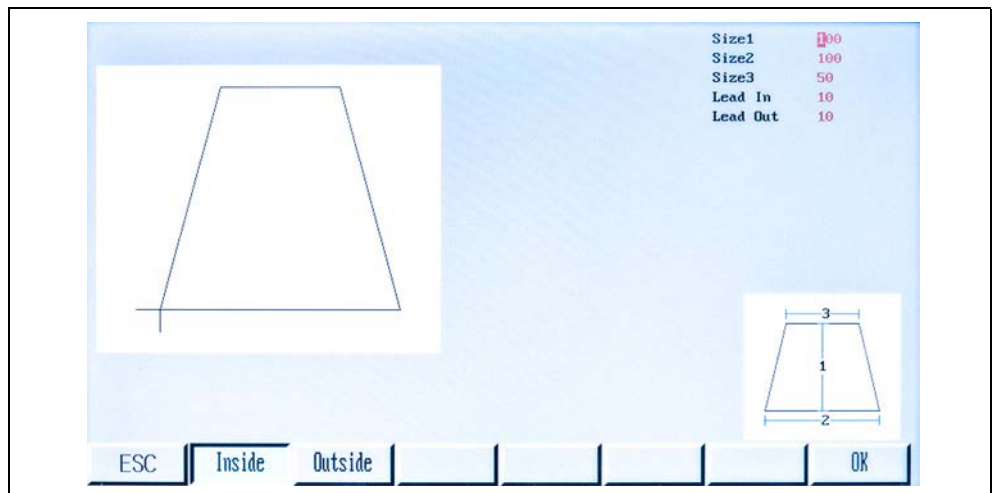 Size1 100
Size2 100
Size3 50
Lead In 10
Lead Out 10
3
1
2
ESC Inside Outside OK